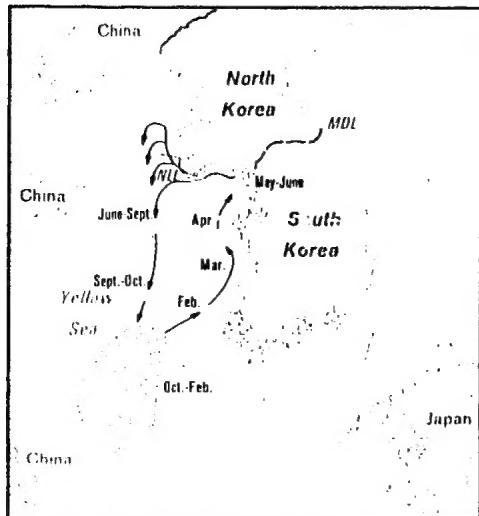 China
North
Korea
MDL
NLL
May-June
China
June-Sept.
Apr
South
Korea
Mar.
Sept.-Oct.
Yellow
Feb.
Sea
Oct.-Feb.
Japan
China